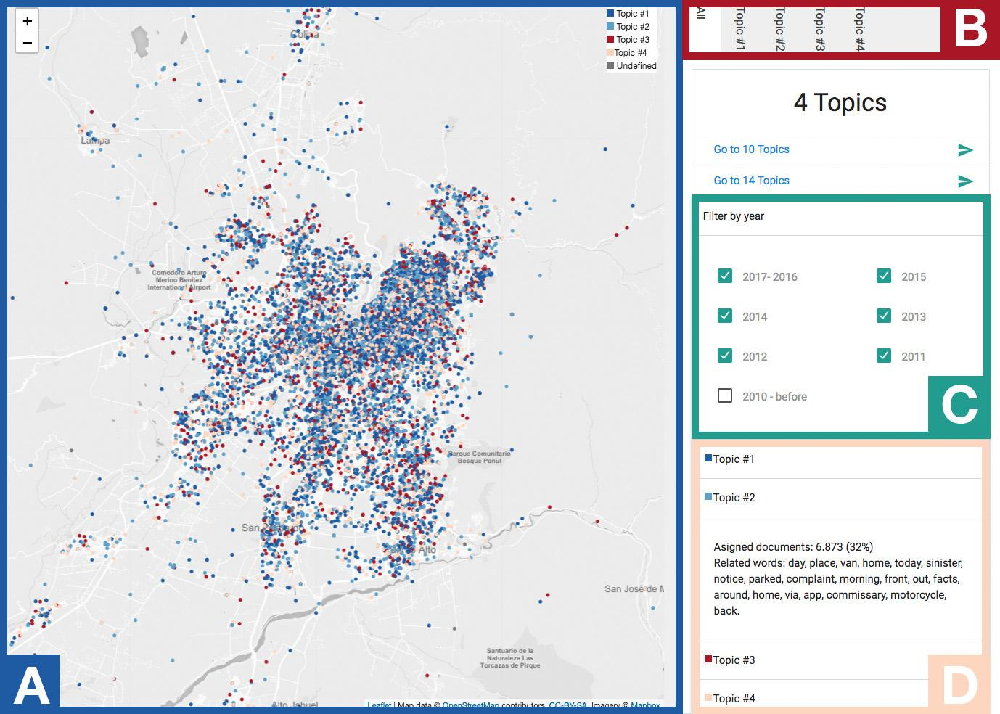 +
−
Topic #1
Topic #2
Topic #3
Topic #4
Undefined
Colina
Lampa
Comodoro Arturo
Merino Benítez
International Airport
Parque Comunitario
Bosque Panul
San
Alto
San José de M
Santuario de la
Naturaleza Las
Torcazas de Pirque
Alto Jahuel
Leaflet | Map data © OpenStreetMap contributors, CC-BY-SA, Imagery © Mapbox
A
All
Topic #1
Topic #2
Topic #3
Topic #4
B
4 Topics
Go to 10 Topics
Go to 14 Topics
Filter by year
2017- 2016
2015
2014
2013
2012
2011
2010 - before
C
Topic #1
Topic #2
Asigned documents: 6.873 (32%)
Related words: day, place, van, home, today, sinister,
notice, parked, complaint, morning, front, out, facts,
around, home, via, app, commissary, motorcycle,
back.
Topic #3
Topic #4
D